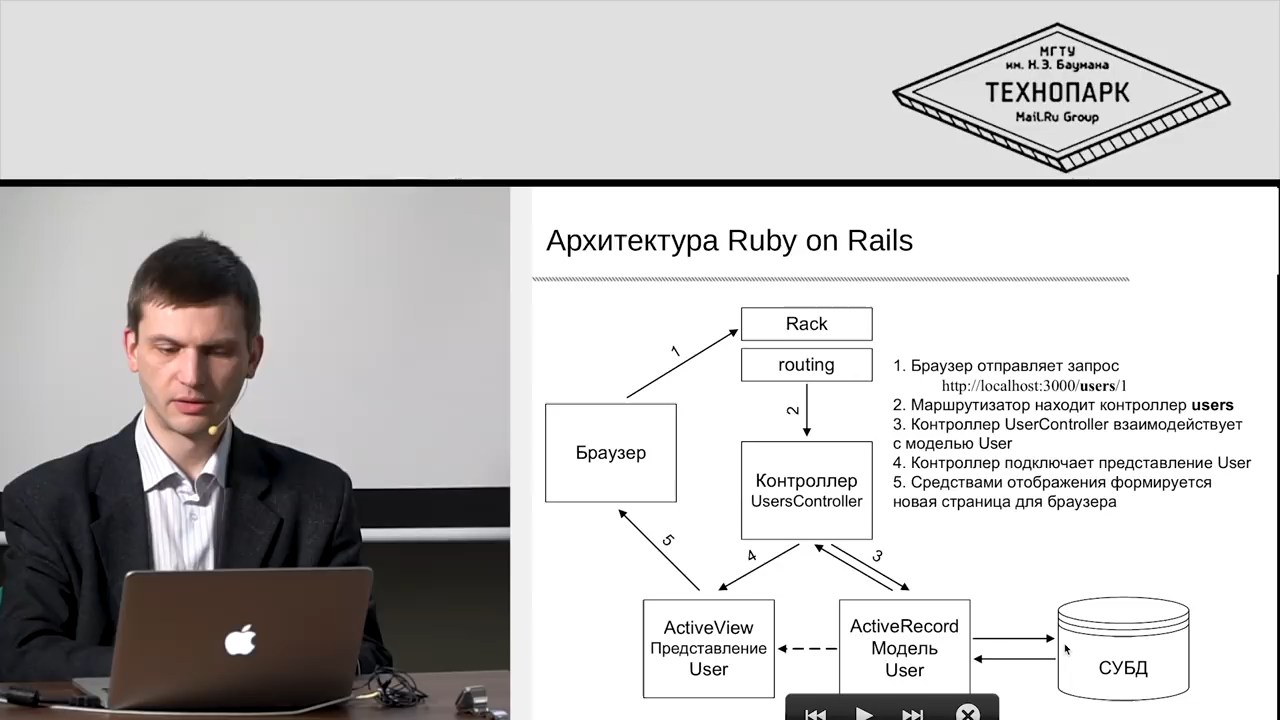 МГТУ
им. Н.Э. Баумана
ТЕХНОПАРК
Mail.Ru Group
Архитектура Ruby on Rails
Rack
routing
1
2
Браузер
Контроллер
UsersController
1. Браузер отправляет запрос
http://localhost:3000/users/1
2. Маршрутизатор находит контроллер users
3. Контроллер UserController взаимодействует
с моделью User
4. Контроллер подключает представление User
5. Средствами отображения формируется
новая страница для браузера
5
4
3
ActiveView
Представление
User
ActiveRecord
Модель
User
СУБД